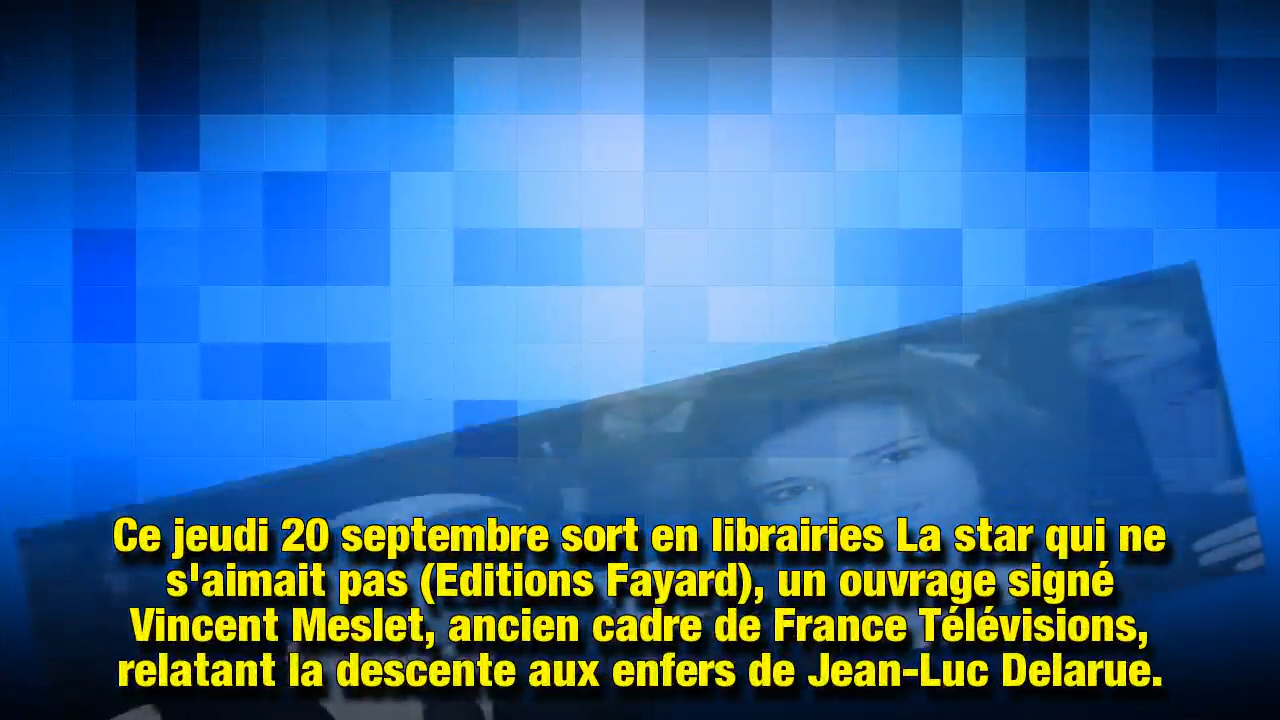 Ce jeudi 20 septembre sort en librairies La star qui ne
s'aimait pas (Editions Fayard), un ouvrage signé
Vincent Meslet, ancien cadre de France Télévisions,
relatant la descente aux enfers de Jean-Luc Delarue.